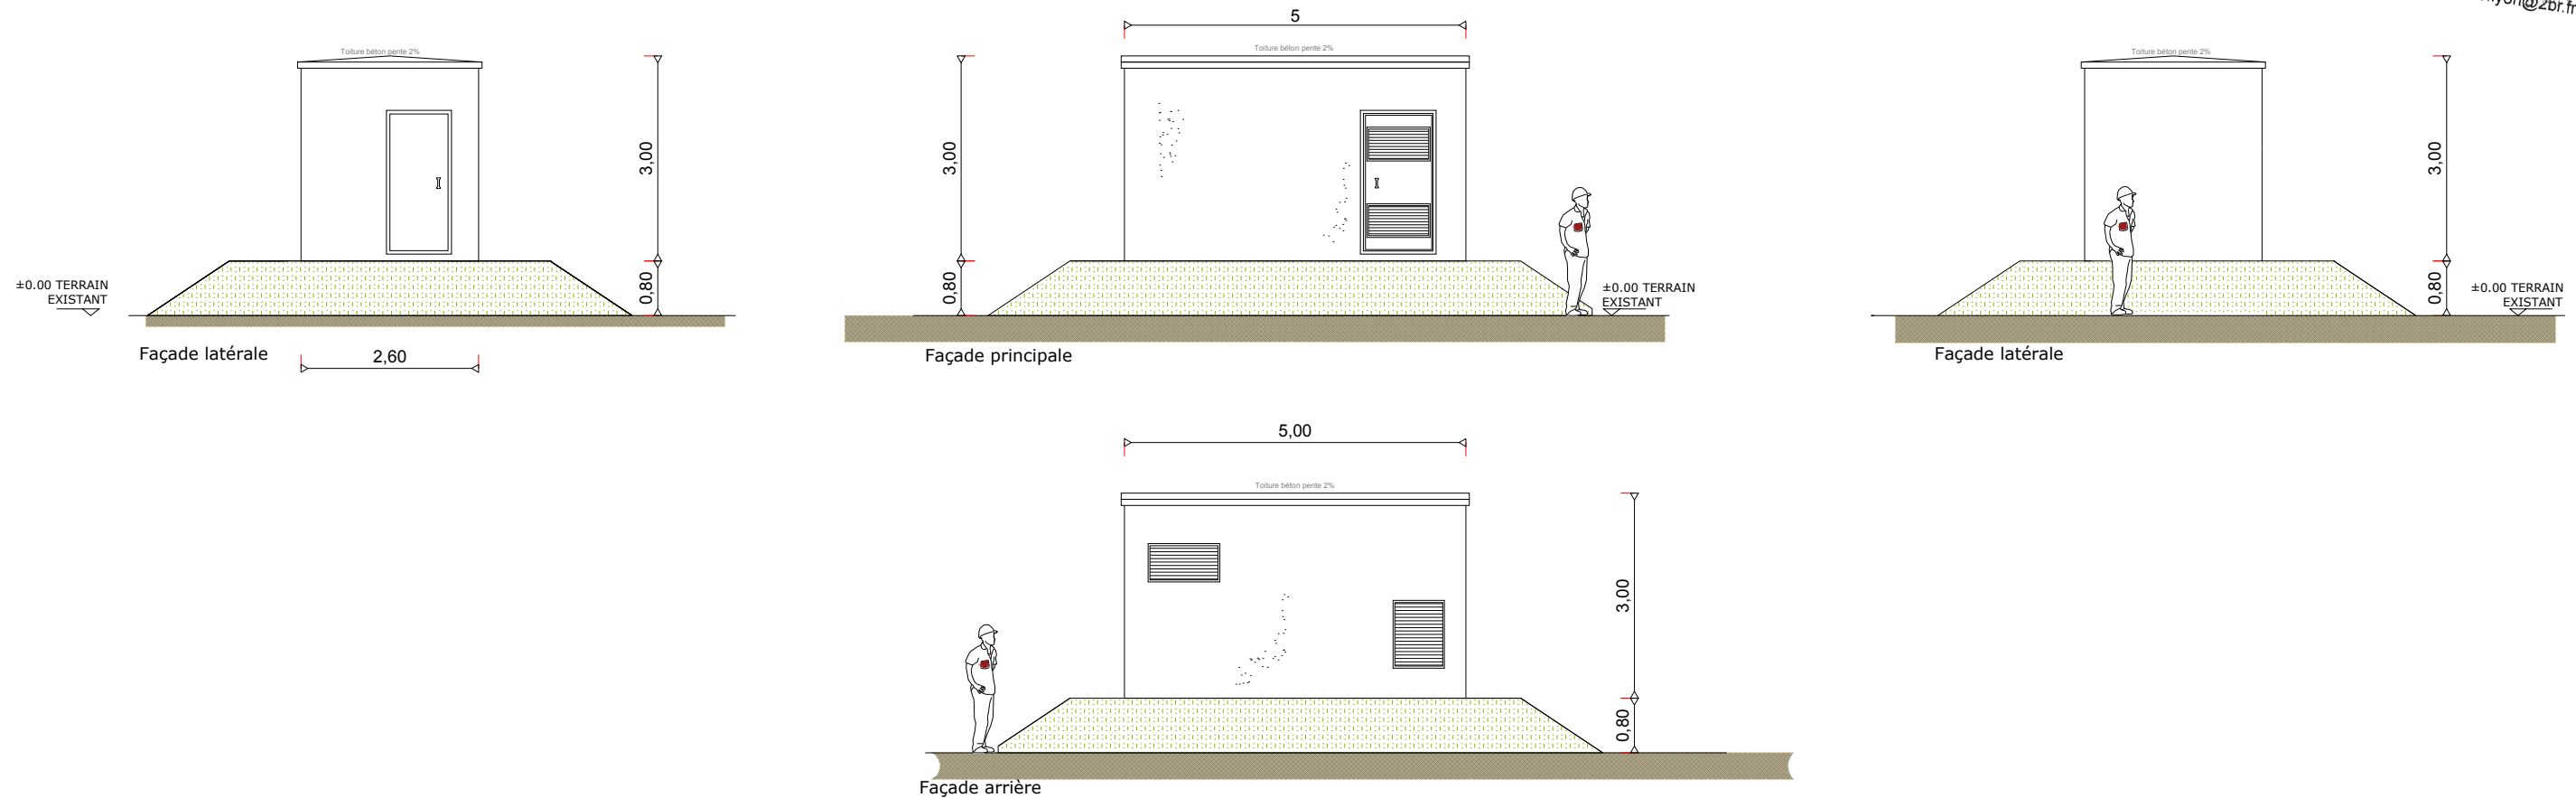 5
Toiture béton pente 2%
Toiture béton pente 2%
Toiture béton pente 2%
3,00
3,00
3,00
±0.00 TERRAIN
EXISTANT
0,80
0,80
±0.00 TERRAIN
EXISTANT
0,80
±0.00 TERRAIN
EXISTANT
Façade latérale
2,60
Façade principale
Façade latérale
5,00
Toiture béton pente 2%
3,00
0,80
Façade arrière